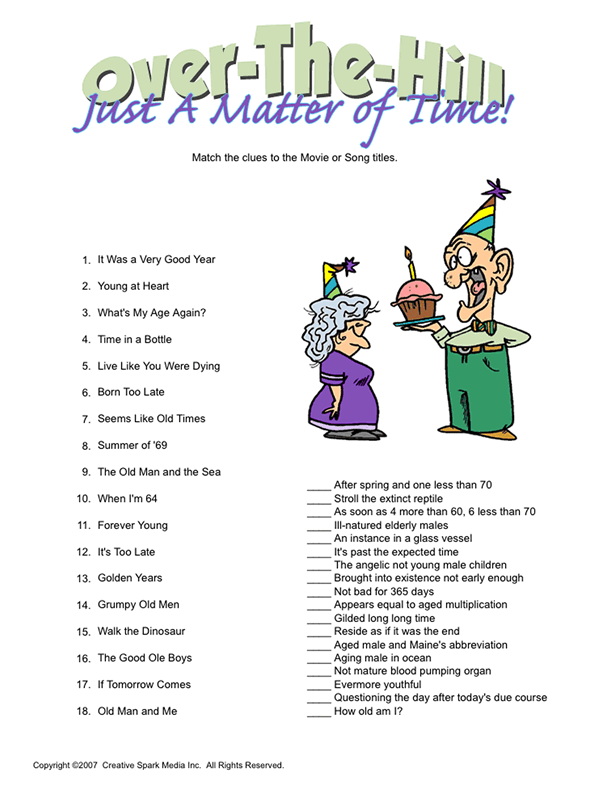 Over-The-Hill
Just A Matter of Time!
Match the clues to the Movie or Song titles.
1. It Was a Very Good Year
2. Young at Heart
3. What's My Age Again?
4. Time in a Bottle
5. Live Like You Were Dying
6. Born Too Late
7. Seems Like Old Times
8. Summer of '69
9. The Old Man and the Sea
10. When I'm 64
11. Forever Young
12. It's Too Late
13. Golden Years
14. Grumpy Old Men
15. Walk the Dinosaur
16. The Good Ole Boys
17. If Tomorrow Comes
18. Old Man and Me
____ After spring and one less than 70
____ Stroll the extinct reptile
____ As soon as 4 more than 60, 6 less than 70
____ Ill-natured elderly males
____ An instance in a glass vessel
____ It's past the expected time
____ The angelic not young male children
____ Brought into existence not early enough
____ Not bad for 365 days
____ Appears equal to aged multiplication
____ Gilded long long time
____ Reside as if it was the end
____ Aged male and Maine's abbreviation
____ Aging male in ocean
____ Not mature blood pumping organ
____ Evermore youthful
____ Questioning the day after today's due course
____ How old am I?
Copyright ©2007 Creative Spark Media Inc. All Rights Reserved.